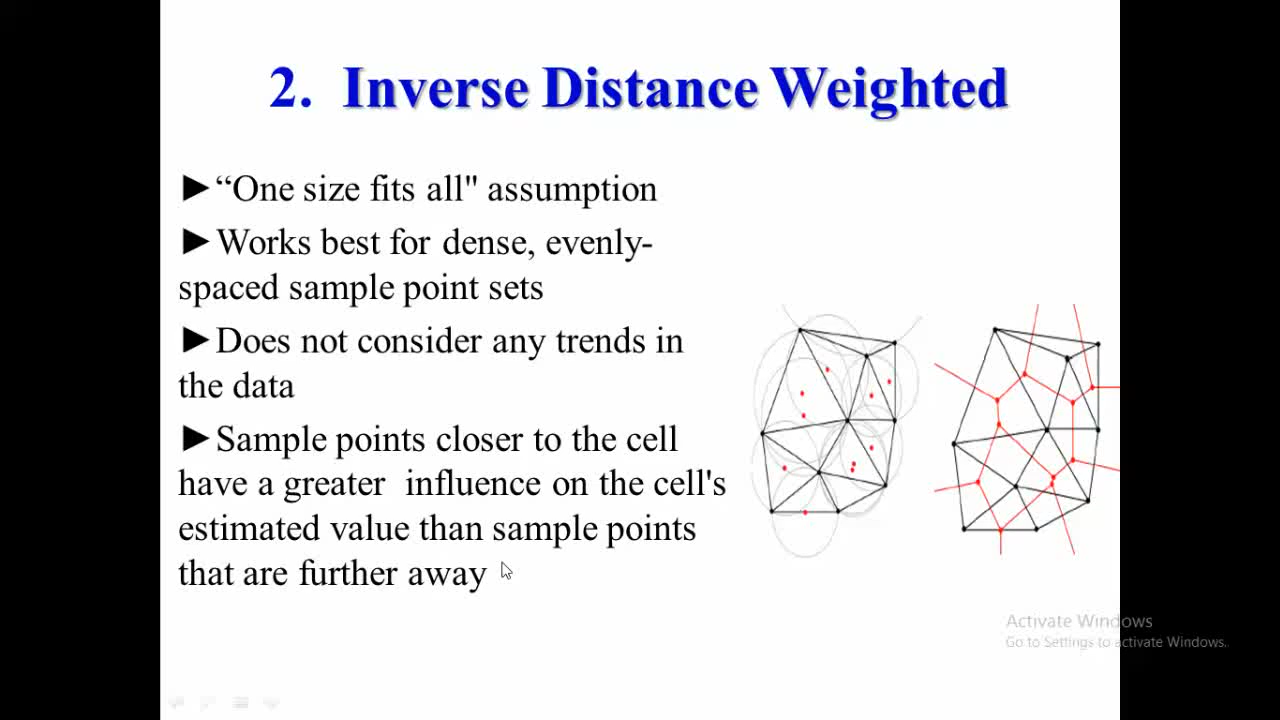 2. Inverse Distance Weighted
►“One size fits all" assumption
►Works best for dense, evenly-
spaced sample point sets
►Does not consider any trends in
the data
►Sample points closer to the cell
have a greater influence on the cell's
estimated value than sample points
that are further away
Activate Windows
Go to Settings to activate Windows.